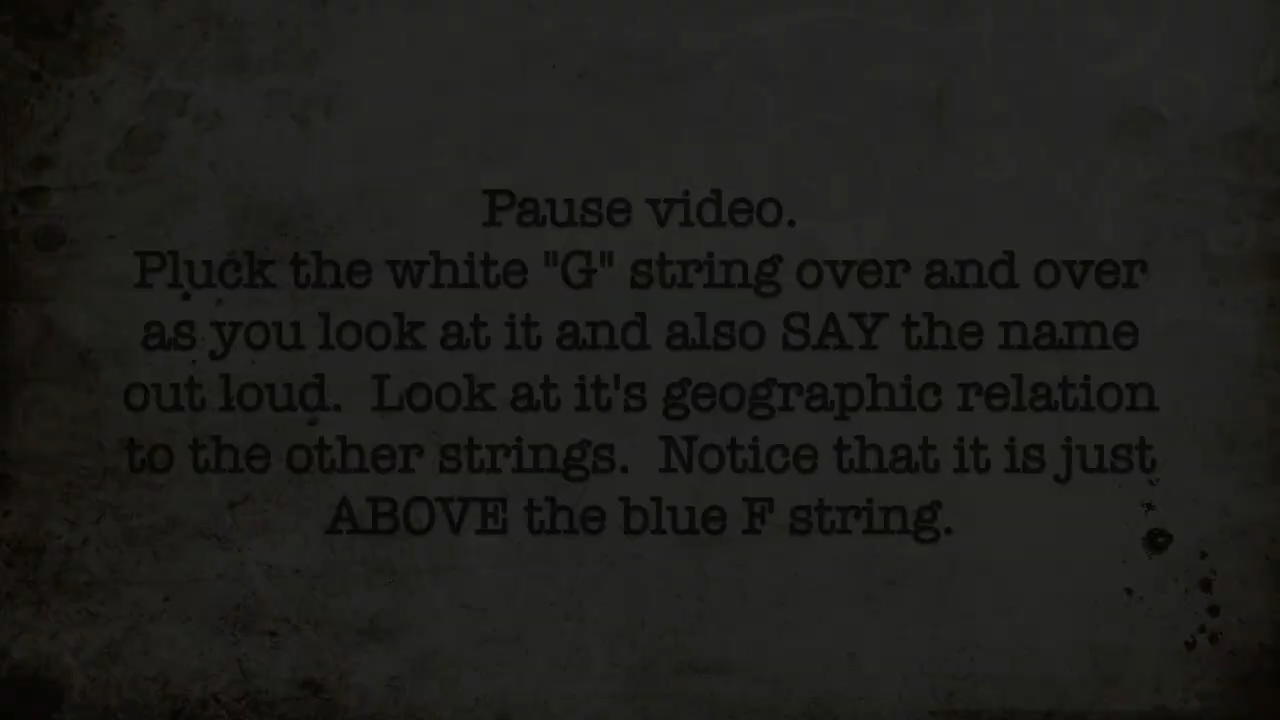 Pause video.
Pluck the white "G" string over and over
as you look at it and also SAY the name
out loud.  Look at it's geographic relation
to the other strings.  Notice that it is just
ABOVE the blue F string.